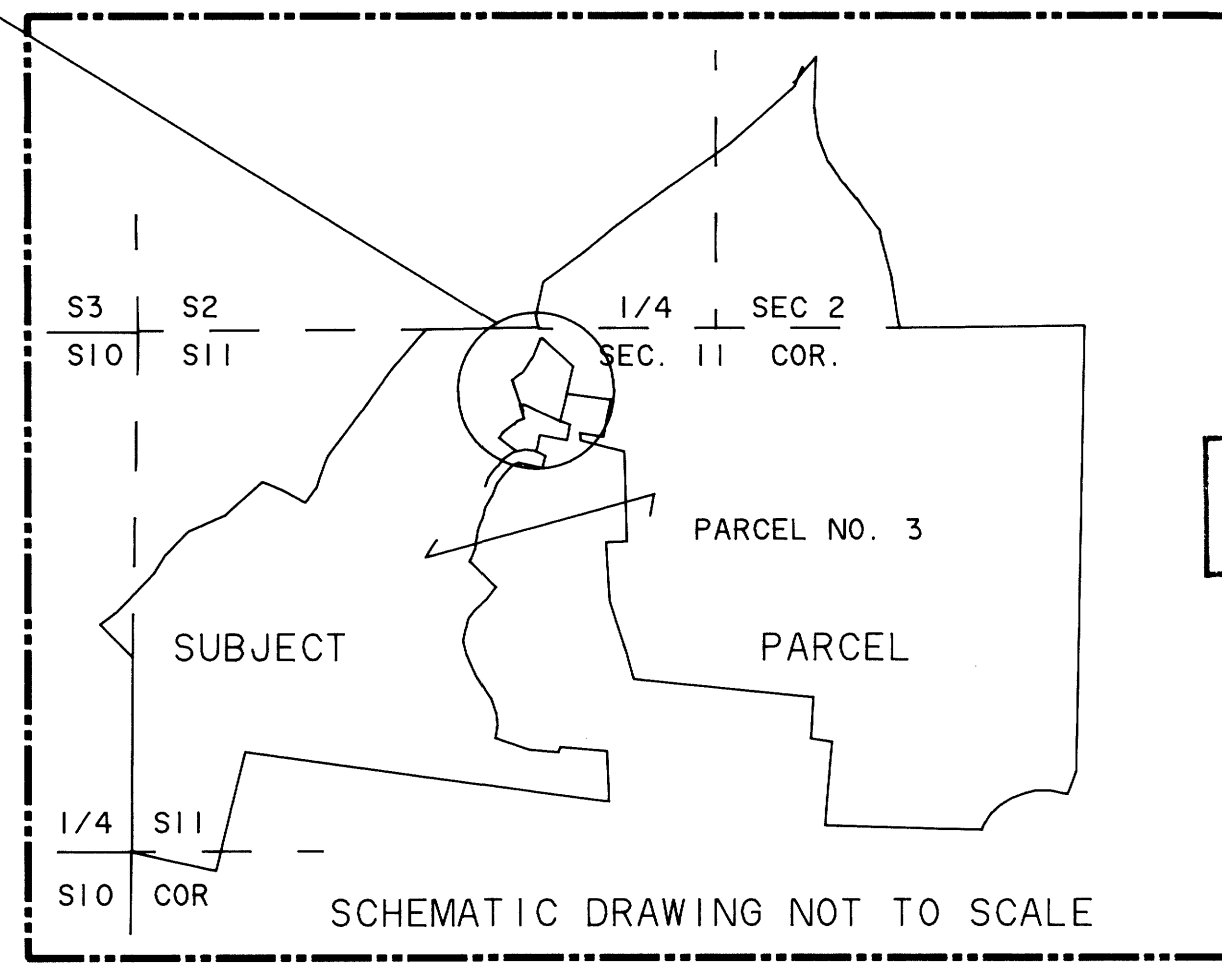 S3 S2
1/4 SEC 2
S10 S11
SEC. 11 COR.
PARCEL NO. 3
SUBJECT PARCEL
1/4 S11
S10 COR
SCHEMATIC DRAWING NOT TO SCALE